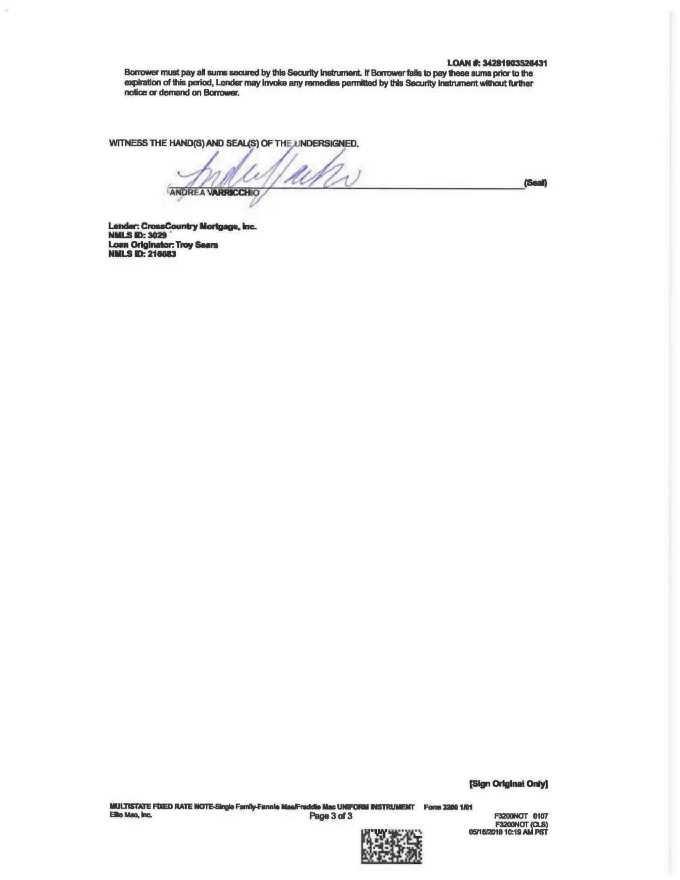 LOAN #: 34281903526431
Borrower must pay all sums secured by this Security Instrument. If Borrower fails to pay these sums prior to the
expiration of this period, Lender may invoke any remedies permitted by this Security Instrument without further
notice or demand on Borrower.
WITNESS THE HAND(S) AND SEAL(S) OF THE UNDERSIGNED.
(Seal)
ANDREA VARRICCHIO
Lender: CrossCountry Mortgage, Inc.
NMLS ID: 3029
Loan Originator: Troy Sears
NMLS ID: 216683
[Sign Original Only]
MULTISTATE FIXED RATE NOTE-Single Family-Fannie Mae/Freddie Mac UNIFORM INSTRUMENT Form 3200 1/01
Ellie Mae, Inc. Page 3 of 3 F3200NOT 0107
F3200NOT (CLS)
05/16/2019 10:19 AM PST